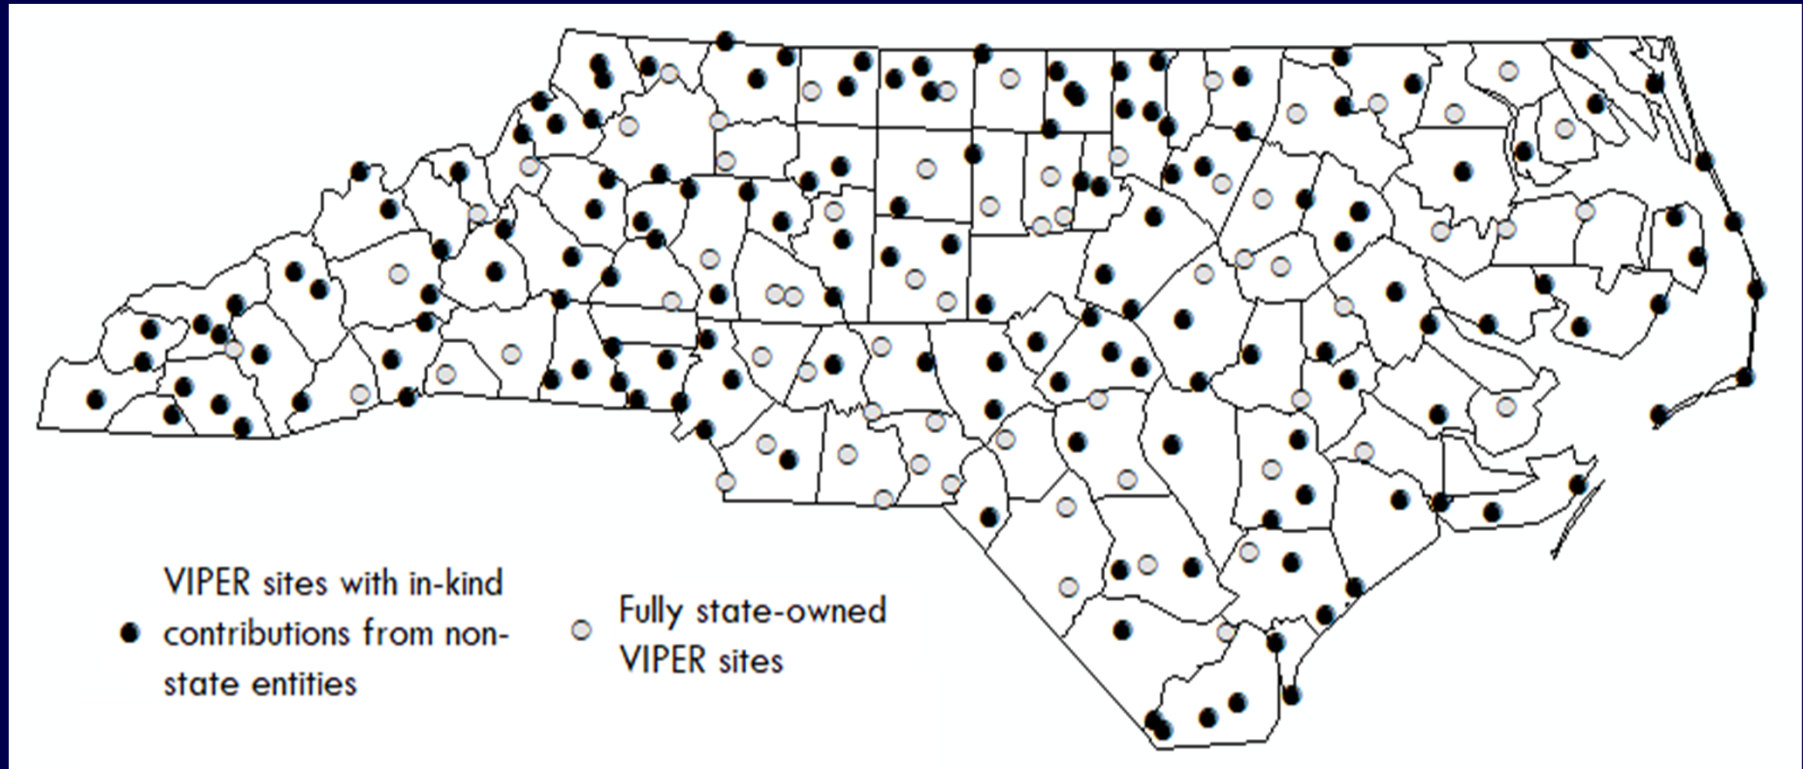 VIPER sites with in-kind
contributions from non-
state entities
Fully state-owned
VIPER sites